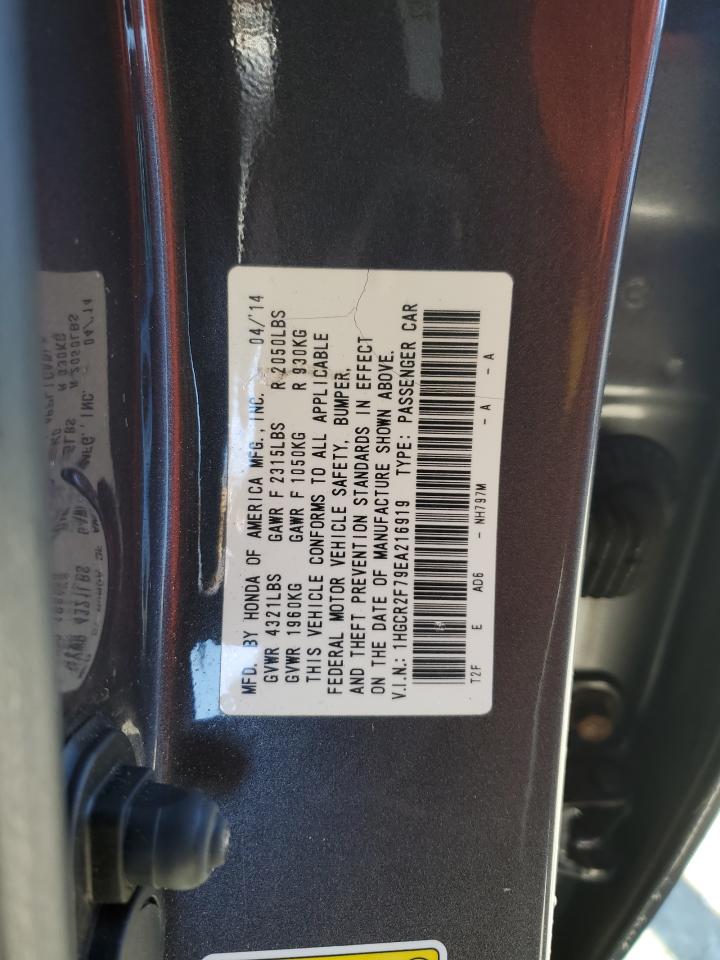 MFD. BY HONDA OF AMERICA MFG., INC. 04/'14
GVWR 4321LBS GAWR F 2315LBS R 2050LBS
GVWR 1960KG GAWR F 1050KG R 930KG
THIS VEHICLE CONFORMS TO ALL APPLICABLE
FEDERAL MOTOR VEHICLE SAFETY, BUMPER,
AND THEFT PREVENTION STANDARDS IN EFFECT
ON THE DATE OF MANUFACTURE SHOWN ABOVE.
V.I.N.: 1HGCR2F79EA216919 TYPE: PASSENGER CAR
T2F E AD6 - NH797M - A - A